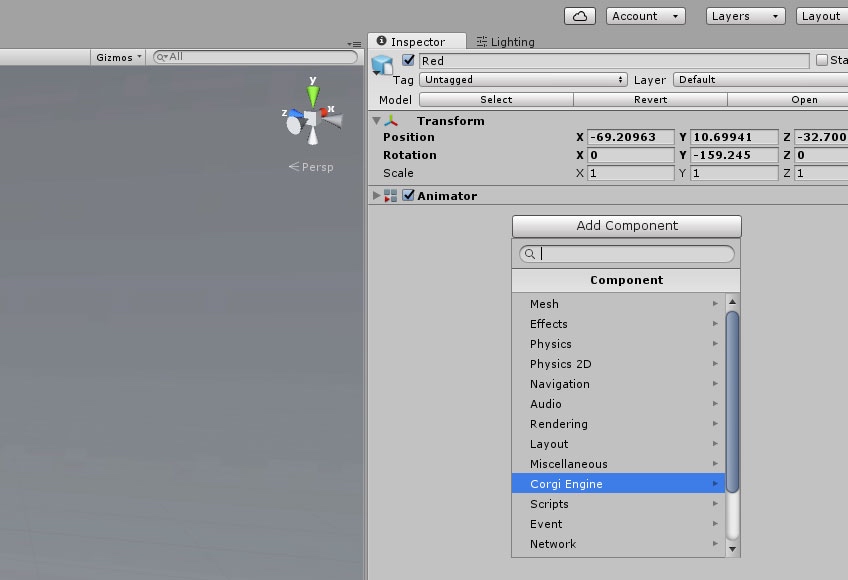 Account Layers Layout
Inspector Lighting
Gizmos All
Red
Tag Untagged Layer Default
Model Select Revert Open
y
z x
Persp
Transform
Position X -69.20963 Y 10.69941 Z -32.700
Rotation X 0 Y -159.245 Z 0
Scale X 1 Y 1 Z 1
Animator
Add Component
Component
Mesh
Effects
Physics
Physics 2D
Navigation
Audio
Rendering
Layout
Miscellaneous
Corgi Engine
Scripts
Event
Network